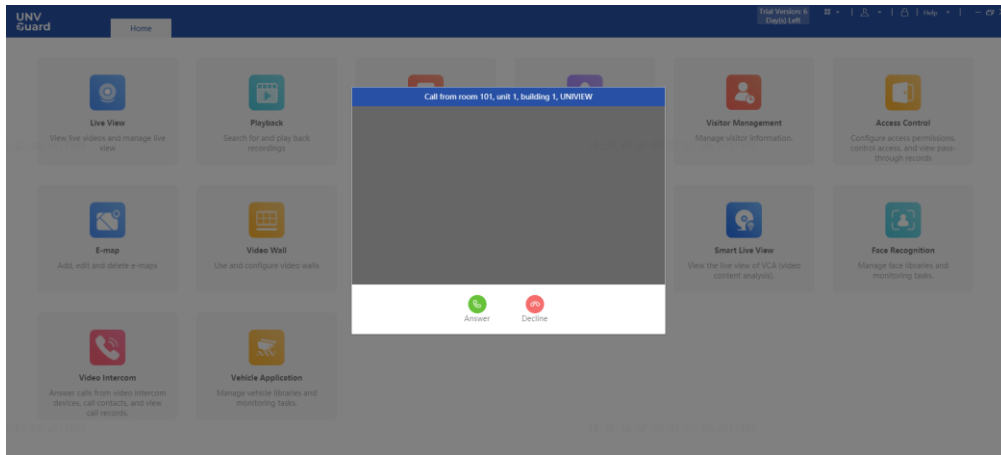 UNV
Guard
Home
Trial Version: 6
Day(s) Left
Help
Call from room 101, unit 1, building 1, UNIVIEW
Live View
View live videos and manage live
view
Playback
Search for and play back
recordings
Visitor Management
Manage visitor information.
Access Control
Configure access permissions,
control access, and view pass-
through records
E-map
Add, edit and delete e-maps
Video Wall
Use and configure video walls
Smart Live View
View the live view of VCA (video
content analysis).
Face Recognition
Manage face libraries and
monitoring tasks.
Answer
Decline
Video Intercom
Answer calls from video intercom
devices, call contacts, and view
call records.
Vehicle Application
Manage vehicle libraries and
monitoring tasks.